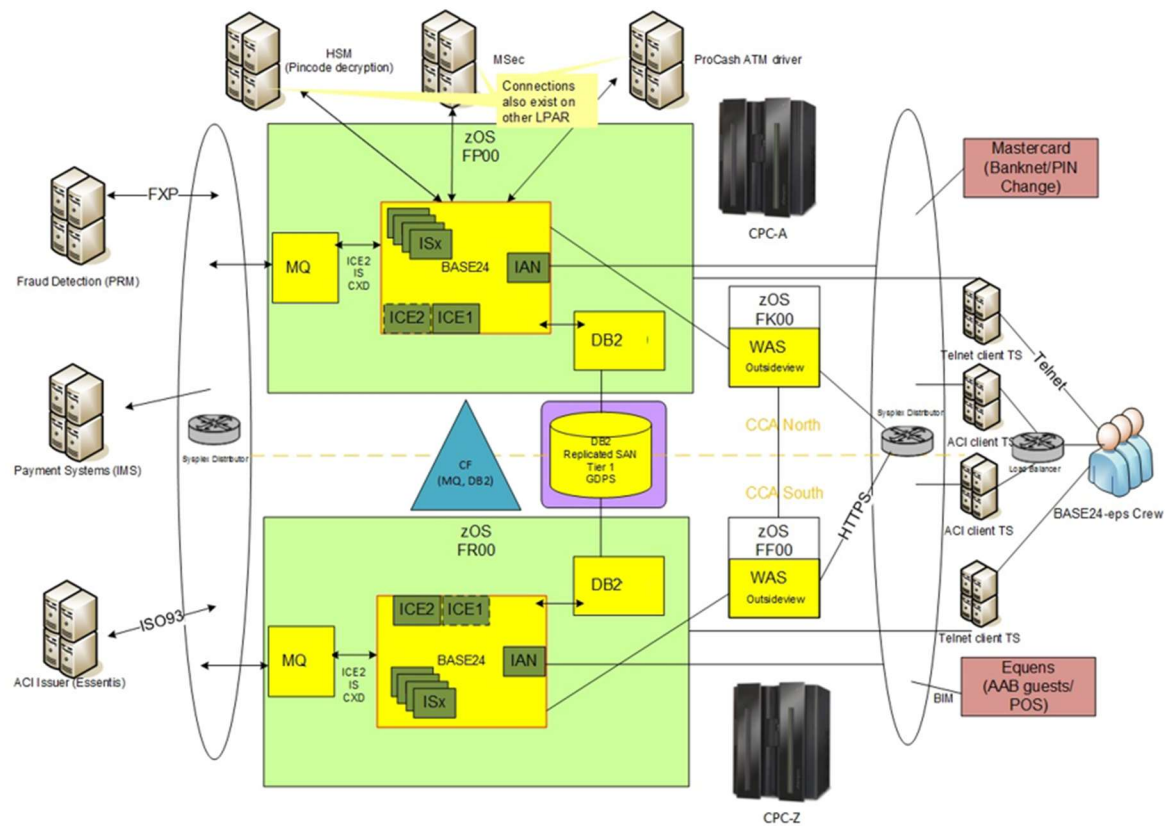 HSM
(Pincode decryption)
MSec
ProCash ATM driver
Connections
also exist on
other LPAR
zOS
FP00
CPC-A
Mastercard
(Banknet/PIN
Change)
FXP
Fraud Detection (PRM)
MQ
ICE2
IS
CXD
ISx
BASE24
IAN
ICE2
ICE1
DB2
zOS
FK00
WAS
Outsideview
Telnet client TS
Telnet
Payment Systems (IMS)
Sysplex Distributor
CF
(MQ, DB2)
DB2
Replicated SAN
Tier 1
GDPS
CCA North
CCA South
Sysplex Distributor
ACI client TS
Load Balancer
ACI client TS
BASE24-eps Crew
HTTPS
zOS
FR00
zOS
FF00
WAS
Outsideview
DB2
ICE2
ICE1
ISO93
ACI Issuer (Essentis)
MQ
ICE2
IS
CXD
BASE24
IAN
ISx
Telnet client TS
BIM
Equens
(AAB guests/
POS)
CPC-Z